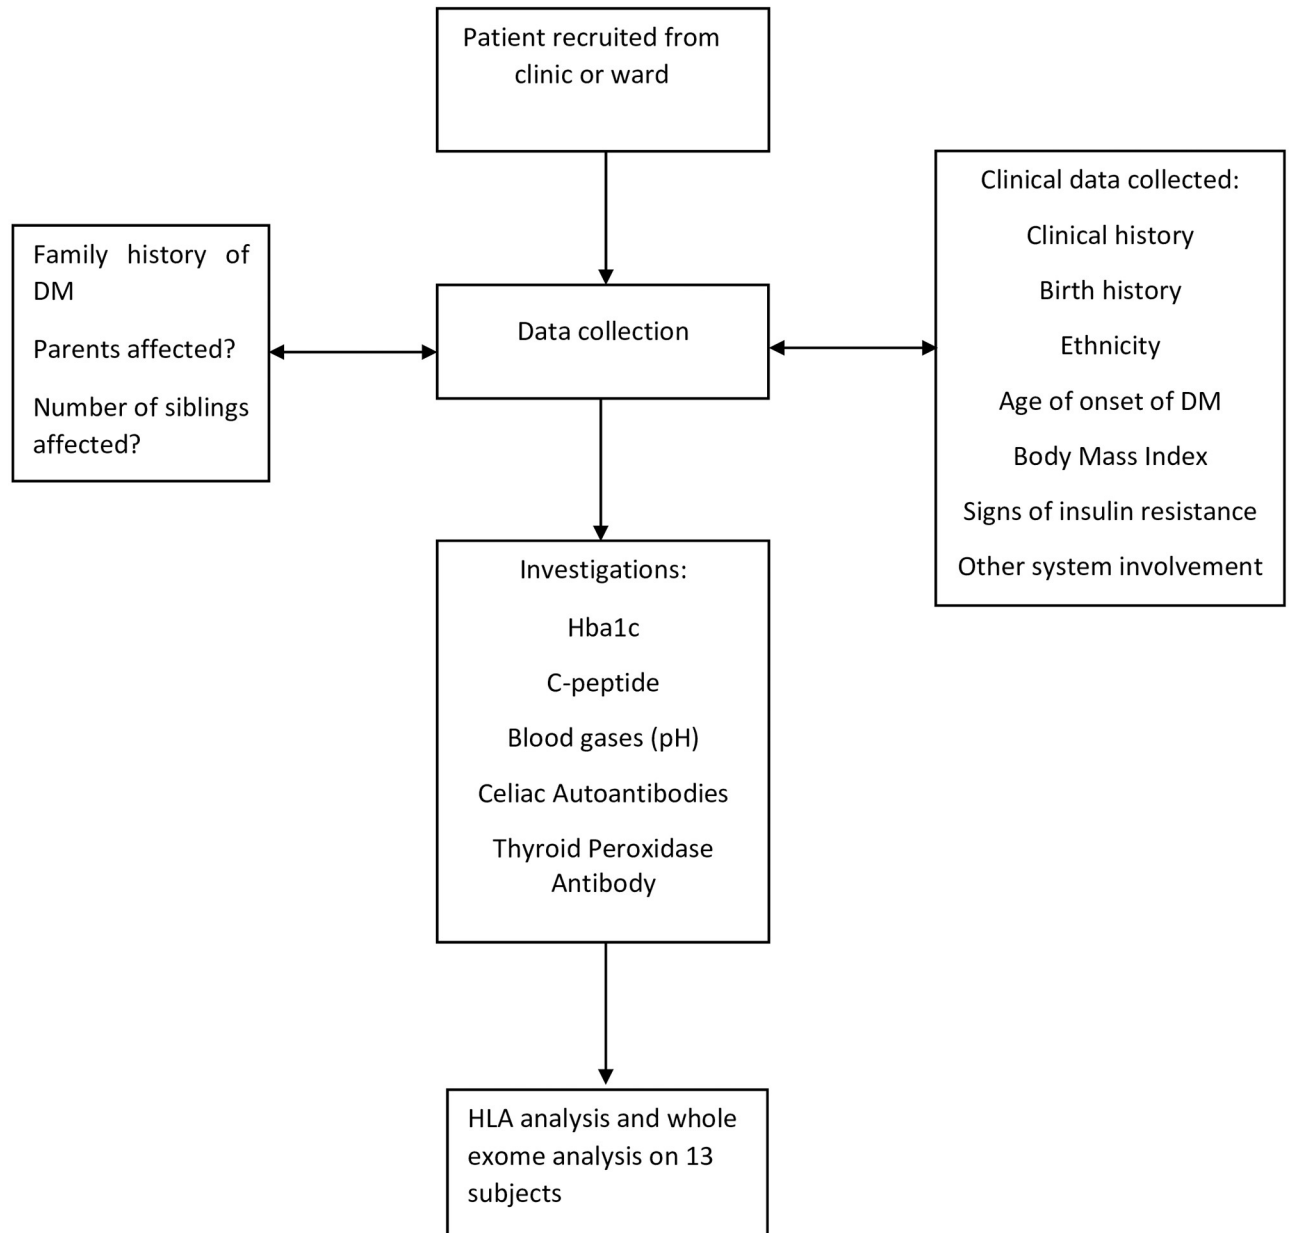 Patient recruited from
clinic or ward
Clinical data collected:
Clinical history
Birth history
Ethnicity
Age of onset of DM
Body Mass Index
Signs of insulin resistance
Other system involvement
Family history of
DM
Parents affected?
Number of siblings
affected?
Data collection
Investigations:
Hba1c
C-peptide
Blood gases (pH)
Celiac Autoantibodies
Thyroid Peroxidase
Antibody
HLA analysis and whole
exome analysis on 13
subjects